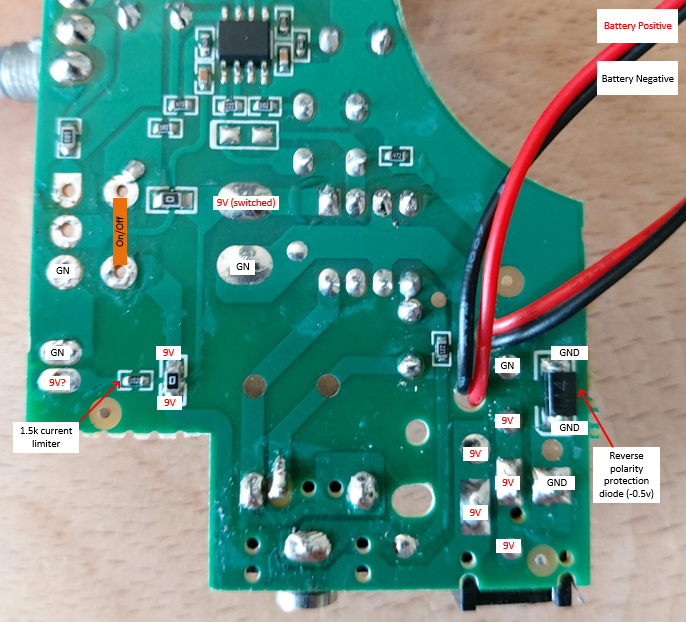 Battery Positive
Battery Negative
9V (switched)
On/Off
GN
GN
GN
9V
GND
9V?
9V
GN
1.5k current
limiter
9V
GND
9V
Reverse
polarity
protection
diode (-0.5v)
9V
GND
9V
9V